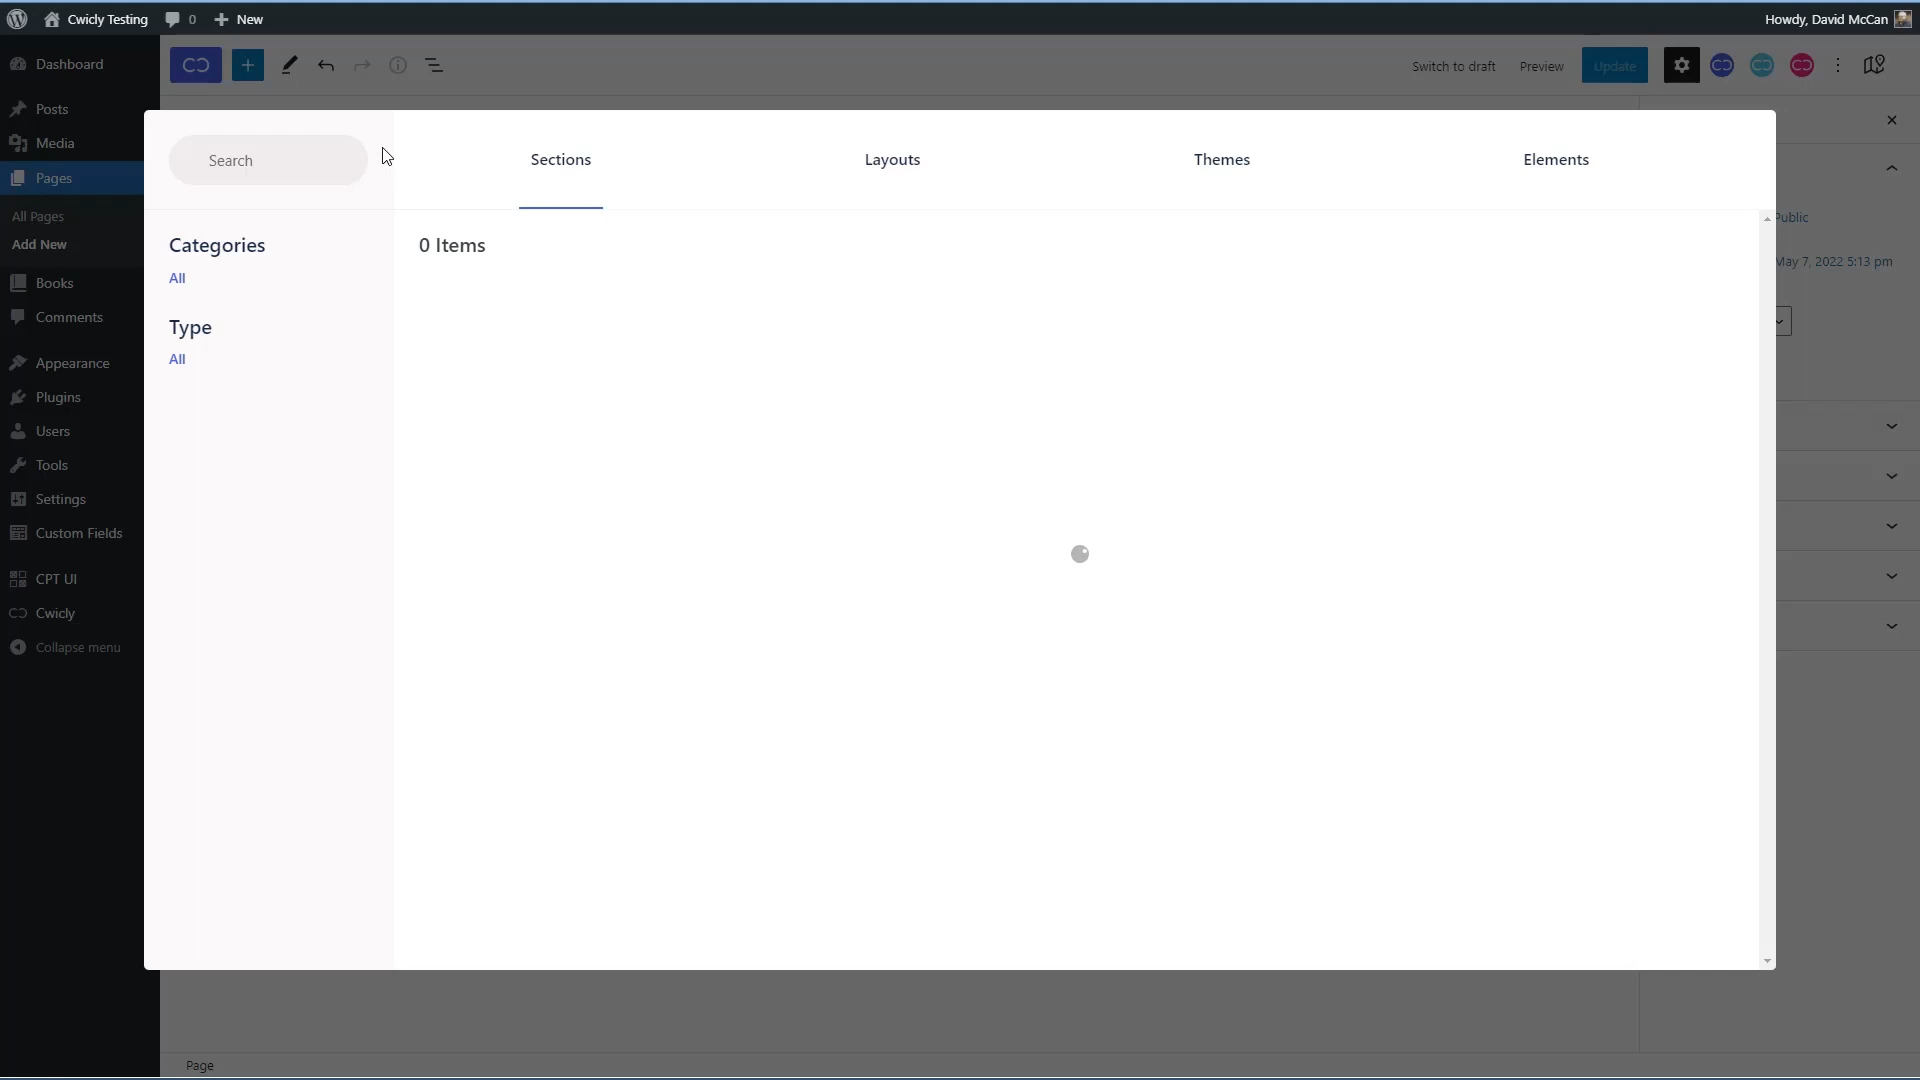 Cwicly Testing
0
New
Howdy, David McCan
Dashboard
Posts
Media
Pages
All Pages
Add New
Books
Comments
Appearance
Plugins
Users
Tools
Settings
Custom Fields
CPT UI
Cwicly
Collapse menu
Switch to draft
Preview
Update
Search
Sections
Layouts
Themes
Elements
Categories
All
Type
All
0 Items
Public
May 7, 2022 5:13 pm
Page